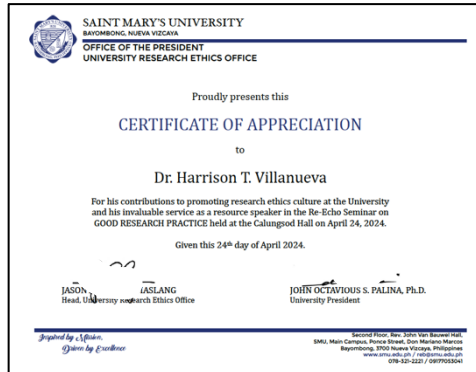 SAINT MARY'S UNIVERSITY
BAYOMBONG, NUEVA VIZCAYA
OFFICE OF THE PRESIDENT
UNIVERSITY RESEARCH ETHICS OFFICE
Proudly presents this
CERTIFICATE OF APPRECIATION
to
Dr. Harrison T. Villanueva
For his contributions to promoting research ethics culture at the University
and his invaluable service as a resource speaker in the Re-Echo Seminar on
GOOD RESEARCH PRACTICE held at the Calungsod Hall on April 24, 2024.
Given this 24th day of April 2024.
JASON
Head, University Research Ethics Office
JOHN OCTAVIOUS S. PALINA, Ph.D.
University President
Inspired by Mission,
Driven by Excellence
Second Floor, Rev. John Van Bauwel Hall,
SMU, Main Campus, Ponce Street, Don Mariano Marcos
Bayombong, 3700 Nueva Vizcaya, Philippines
www.smu.edu.ph / reb@smu.edu.ph
078-321-2221 / 09177053041